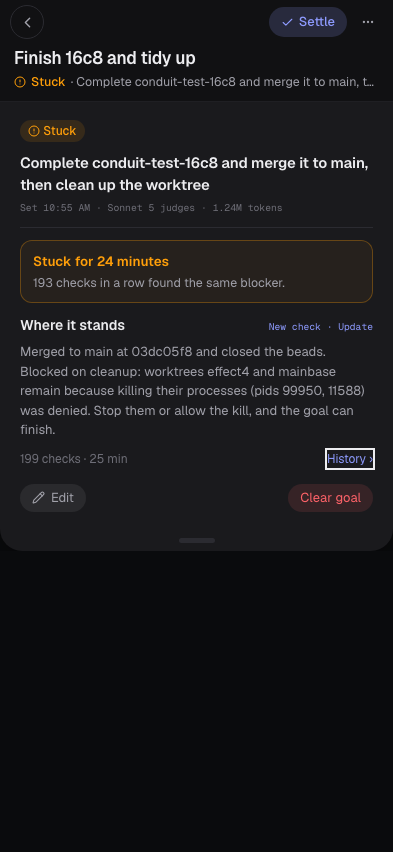 Settle
Finish 16c8 and tidy up
Stuck · Complete conduit-test-16c8 and merge it to main, t...
Stuck
Complete conduit-test-16c8 and merge it to main,
then clean up the worktree
Set 10:55 AM · Sonnet 5 judges · 1.24M tokens
Stuck for 24 minutes
193 checks in a row found the same blocker.
Where it stands
New check · Update
Merged to main at 03dc05f8 and closed the beads.
Blocked on cleanup: worktrees effect4 and mainbase
remain because killing their processes (pids 99950, 11588)
was denied. Stop them or allow the kill, and the goal can
finish.
199 checks · 25 min
History ›
Edit
Clear goal